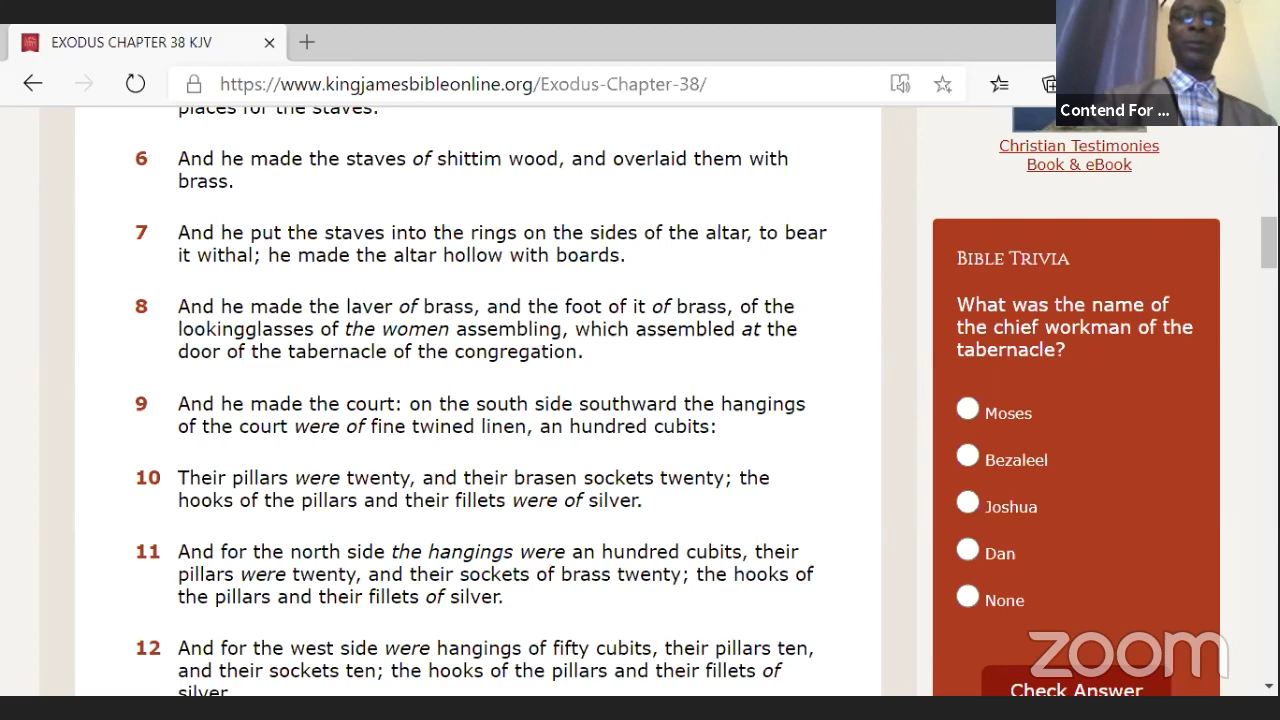 EXODUS CHAPTER 38 KJV
https://www.kingjamesbibleonline.org/Exodus-Chapter-38/
Contend For ...
places for the staves.
6 And he made the staves of shittim wood, and overlaid them with
brass.
7 And he put the staves into the rings on the sides of the altar, to bear
it withal; he made the altar hollow with boards.
8 And he made the laver of brass, and the foot of it of brass, of the
lookingglasses of the women assembling, which assembled at the
door of the tabernacle of the congregation.
9 And he made the court: on the south side southward the hangings
of the court were of fine twined linen, an hundred cubits:
10 Their pillars were twenty, and their brasen sockets twenty; the
hooks of the pillars and their fillets were of silver.
11 And for the north side the hangings were an hundred cubits, their
pillars were twenty, and their sockets of brass twenty; the hooks of
the pillars and their fillets of silver.
12 And for the west side were hangings of fifty cubits, their pillars ten,
and their sockets ten; the hooks of the pillars and their fillets of
silver.
Christian Testimonies
Book & eBook
BIBLE TRIVIA
What was the name of
the chief workman of the
tabernacle?
Moses
Bezaleel
Joshua
Dan
None
Check Answer
zoom